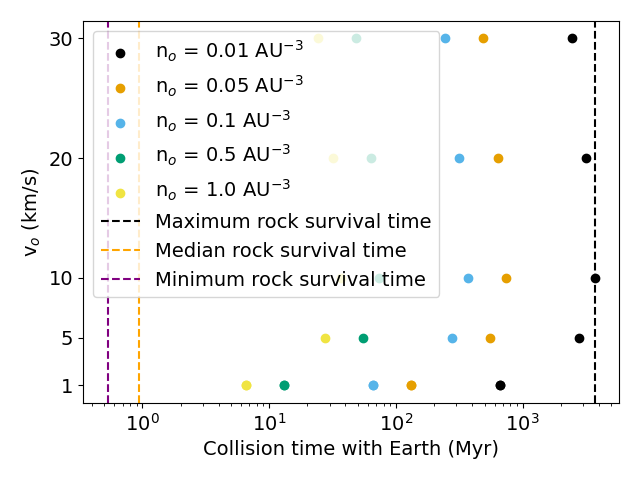 30
20
10
5
1
v_o (km/s)
n_o = 0.01 AU⁻³
n_o = 0.05 AU⁻³
n_o = 0.1 AU⁻³
n_o = 0.5 AU⁻³
n_o = 1.0 AU⁻³
Maximum rock survival time
Median rock survival time
Minimum rock survival time
10⁰ 10¹ 10² 10³
Collision time with Earth (Myr)